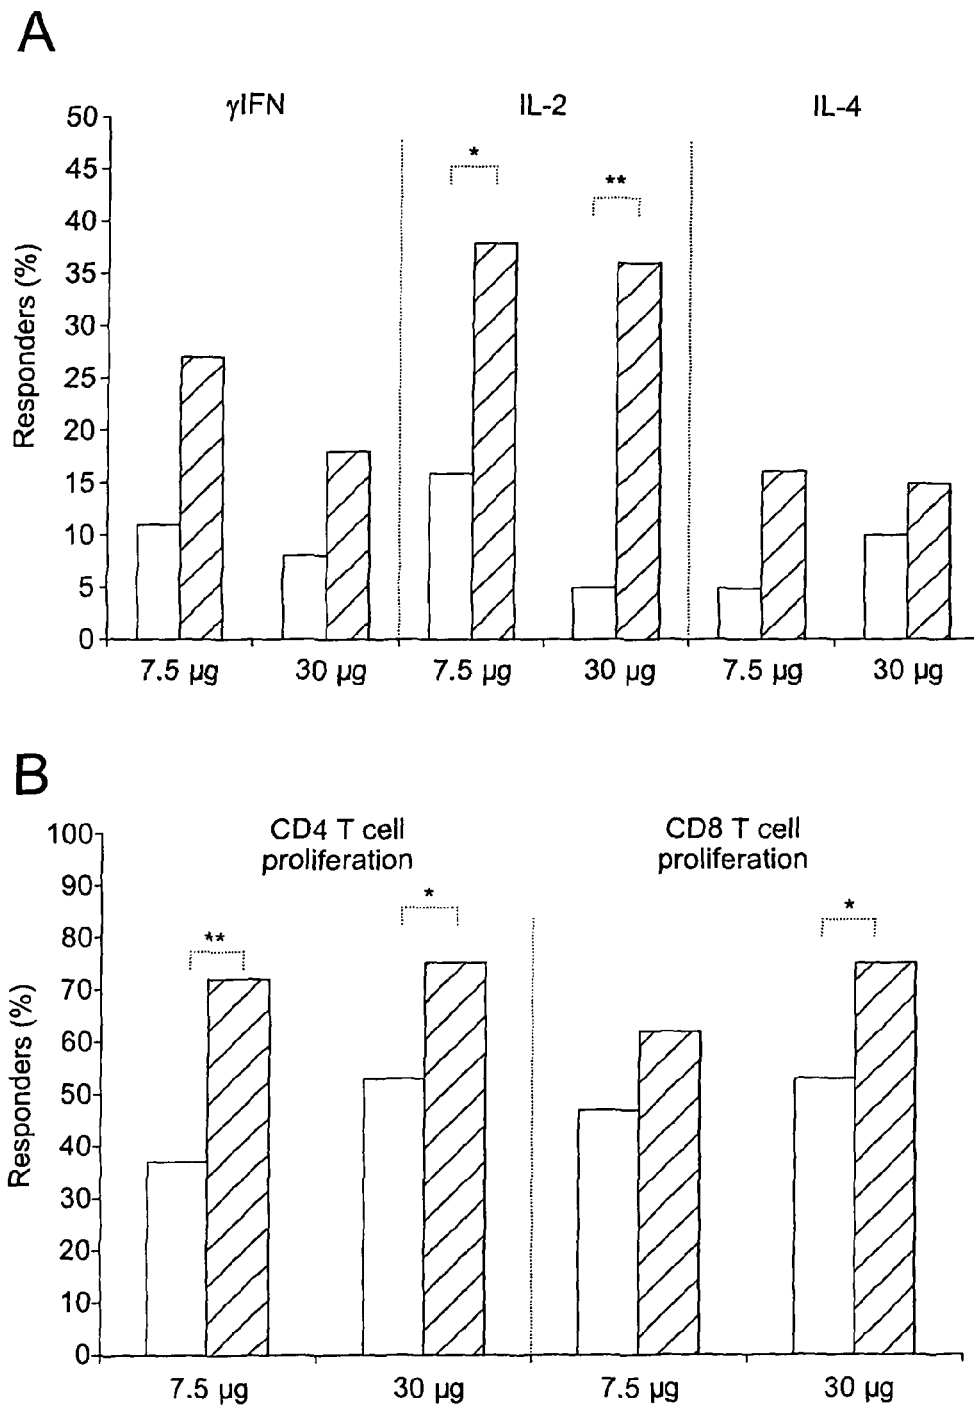 A
γIFN IL-2 IL-4
50
45
40
35
30
25
20
15
10
5
0
Responders (%)
*
**
7.5 µg 30 µg 7.5 µg 30 µg 7.5 µg 30 µg
B
CD4 T cell
proliferation
CD8 T cell
proliferation
100
90
80
70
60
50
40
30
20
10
0
Responders (%)
**
*
*
7.5 µg 30 µg 7.5 µg 30 µg